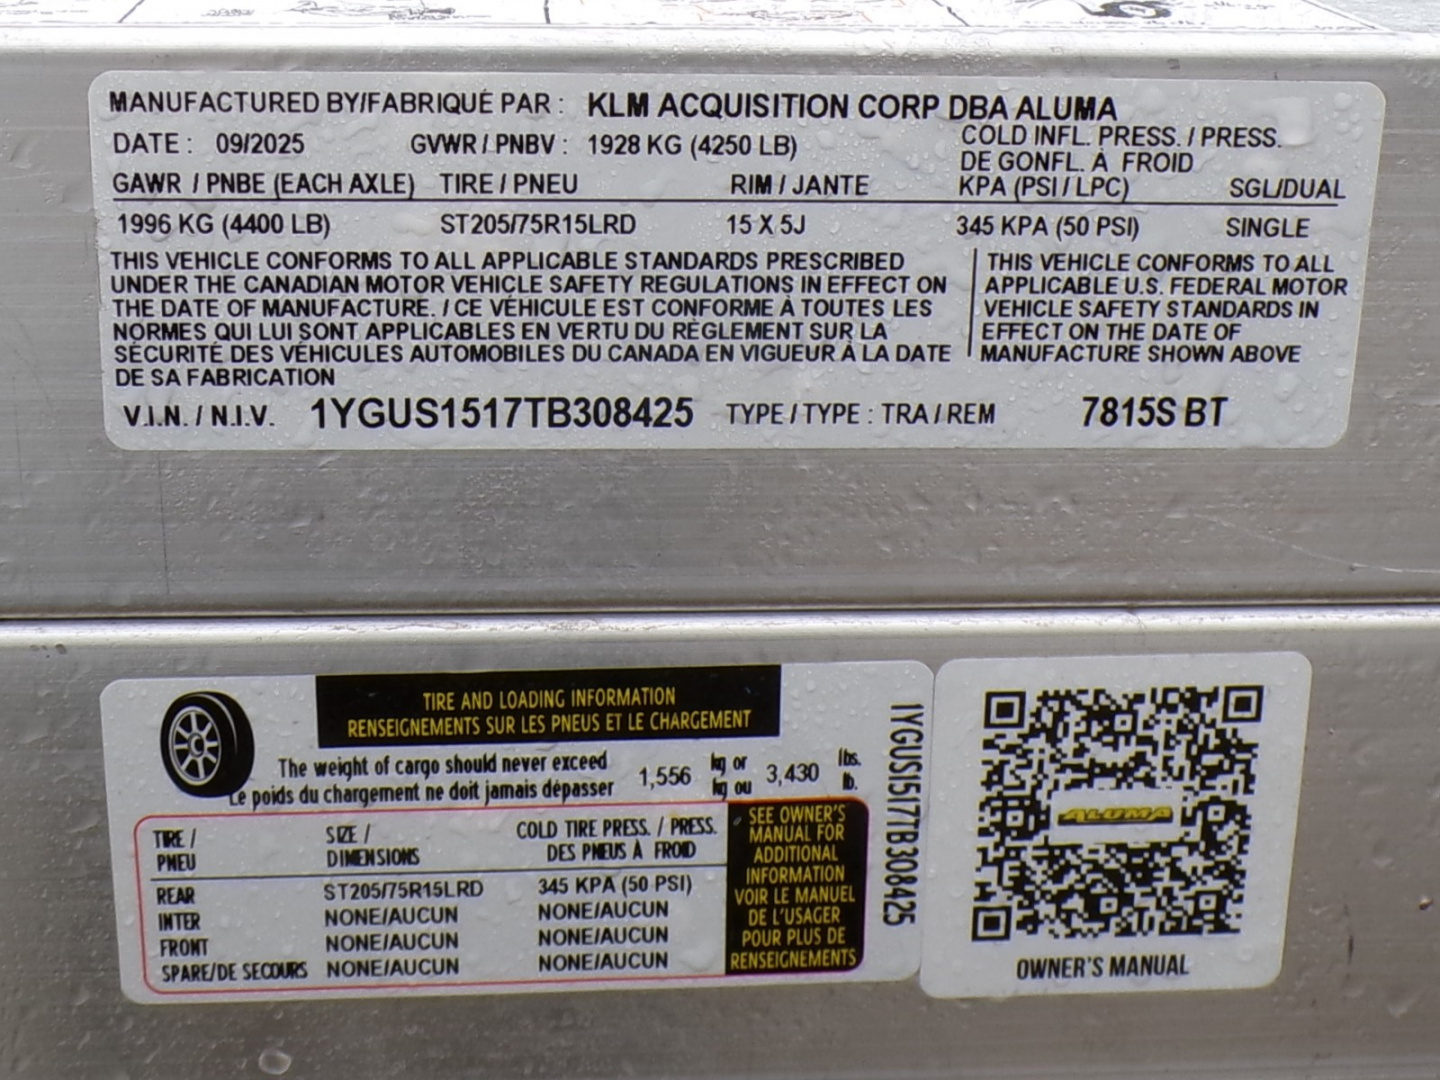 MANUFACTURED BY/FABRIQUÉ PAR : KLM ACQUISITION CORP DBA ALUMA
DATE : 09/2025 GVWR / PNBV : 1928 KG (4250 LB) COLD INFL. PRESS. / PRESS.
DE GONFL. À FROID
GAWR / PNBE (EACH AXLE) TIRE / PNEU RIM / JANTE KPA (PSI / LPC) SGL/DUAL
1996 KG (4400 LB) ST205/75R15LRD 15 X 5J 345 KPA (50 PSI) SINGLE
THIS VEHICLE CONFORMS TO ALL APPLICABLE STANDARDS PRESCRIBED
UNDER THE CANADIAN MOTOR VEHICLE SAFETY REGULATIONS IN EFFECT ON
THE DATE OF MANUFACTURE. / CE VÉHICULE EST CONFORME À TOUTES LES
NORMES QUI LUI SONT APPLICABLES EN VERTU DU RÈGLEMENT SUR LA
SÉCURITÉ DES VÉHICULES AUTOMOBILES DU CANADA EN VIGUEUR À LA DATE
DE SA FABRICATION
THIS VEHICLE CONFORMS TO ALL
APPLICABLE U.S. FEDERAL MOTOR
VEHICLE SAFETY STANDARDS IN
EFFECT ON THE DATE OF
MANUFACTURE SHOWN ABOVE
V.I.N. / N.I.V. 1YGUS1517TB308425 TYPE / TYPE : TRA / REM 7815S BT
TIRE AND LOADING INFORMATION
RENSEIGNEMENTS SUR LES PNEUS ET LE CHARGEMENT
The weight of cargo should never exceed 1,556 kg or 3,430 lbs.
Le poids du chargement ne doit jamais dépasser kg ou lb.
TIRE / SIZE / COLD TIRE PRESS. / PRESS.
PNEU DIMENSIONS DES PNEUS À FROID
REAR ST205/75R15LRD 345 KPA (50 PSI)
INTER NONE/AUCUN NONE/AUCUN
FRONT NONE/AUCUN NONE/AUCUN
SPARE/DE SECOURS NONE/AUCUN NONE/AUCUN
SEE OWNER'S
MANUAL FOR
ADDITIONAL
INFORMATION
VOIR LE MANUEL
DE L'USAGER
POUR PLUS DE
RENSEIGNEMENTS
1YGUS1517TB308425
ALUMA
OWNER'S MANUAL